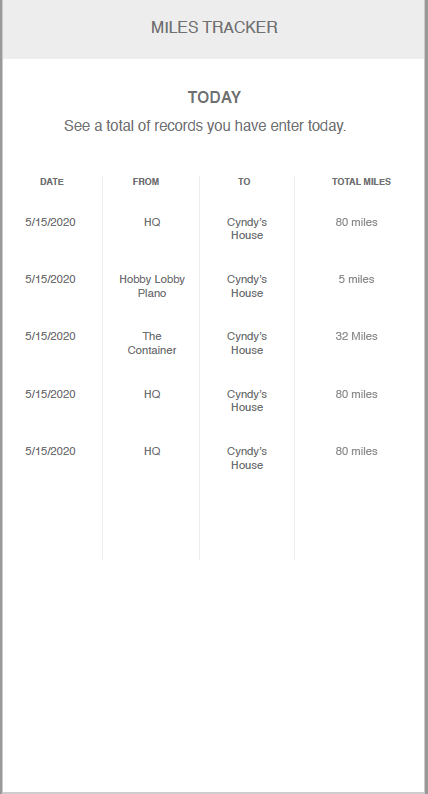 MILES TRACKER
TODAY
See a total of records you have enter today.
DATE FROM TO TOTAL MILES
5/15/2020 HQ Cyndy's 80 miles
House
5/15/2020 Hobby Lobby Cyndy's 5 miles
Plano House
5/15/2020 The Cyndy's 32 Miles
Container House
5/15/2020 HQ Cyndy's 80 miles
House
5/15/2020 HQ Cyndy's 80 miles
House